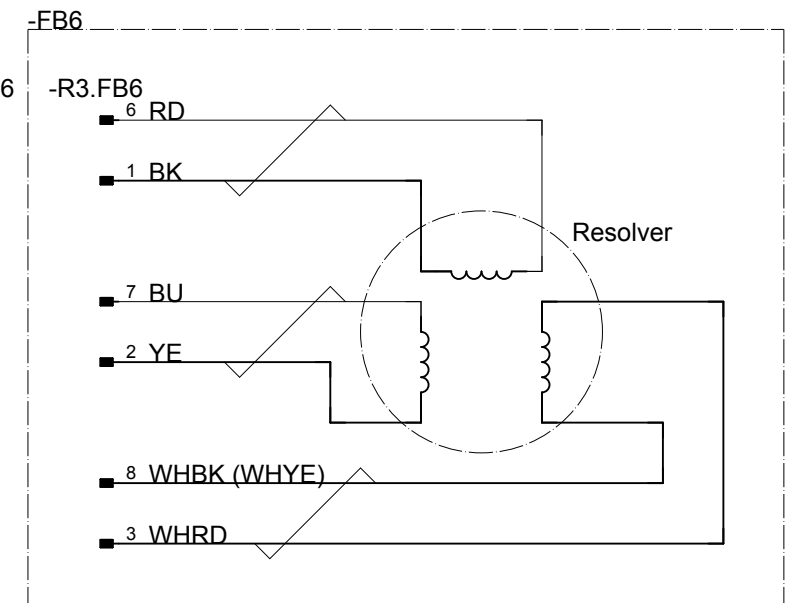 -FB6
6 -R3.FB6
6 RD
1 BK
Resolver
7 BU
2 YE
8 WHBK (WHYE)
3 WHRD